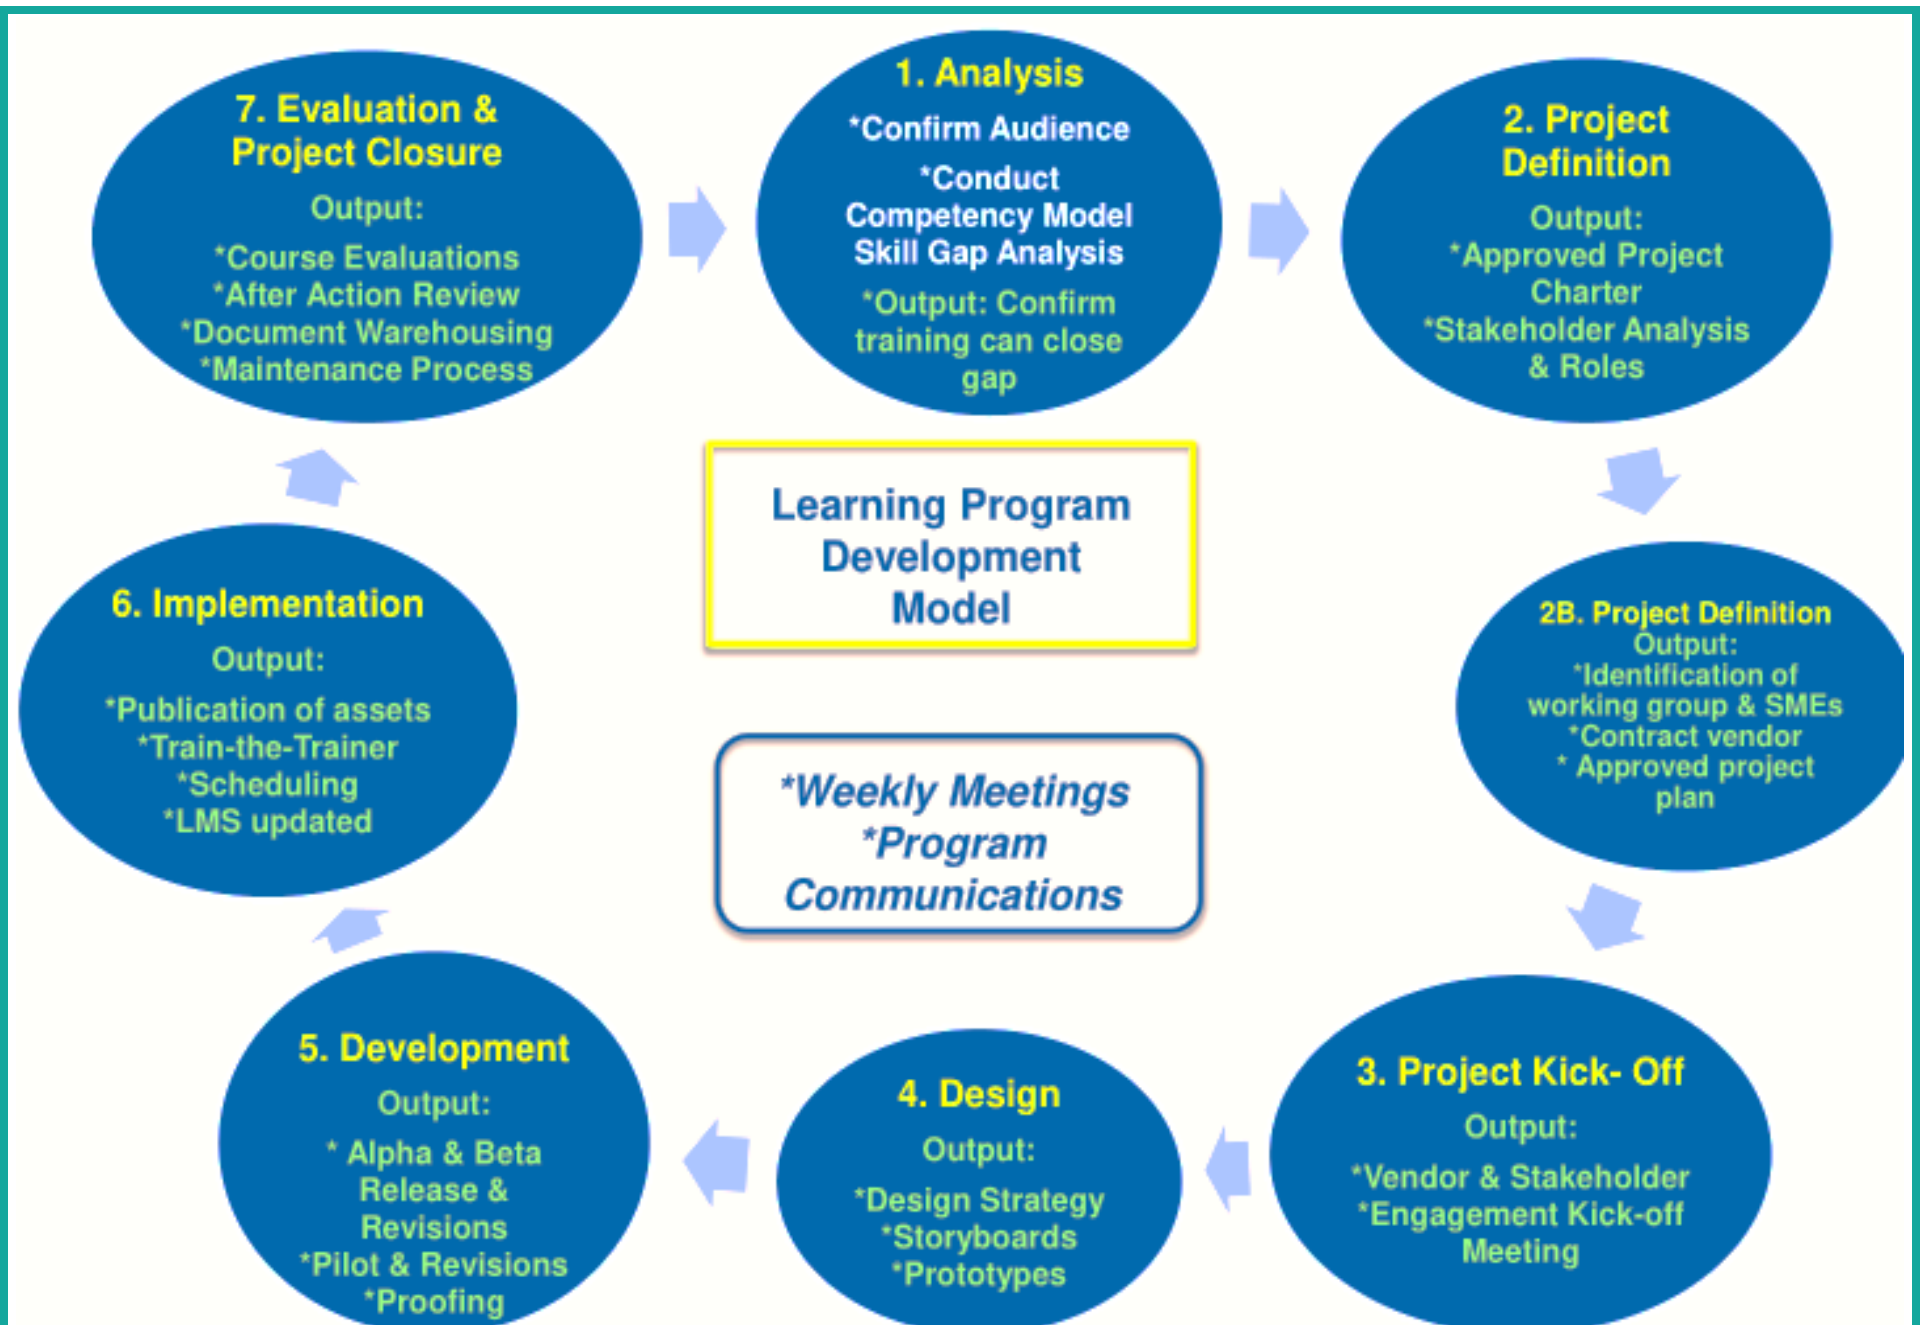 1. Analysis
*Confirm Audience
*Conduct
Competency Model
Skill Gap Analysis
*Output: Confirm
training can close
gap
2. Project
Definition
Output:
*Approved Project
Charter
*Stakeholder Analysis
& Roles
2B. Project Definition
Output:
*Identification of
working group & SMEs
*Contract vendor
* Approved project
plan
3. Project Kick- Off
Output:
*Vendor & Stakeholder
*Engagement Kick-off
Meeting
4. Design
Output:
*Design Strategy
*Storyboards
*Prototypes
5. Development
Output:
* Alpha & Beta
Release &
Revisions
*Pilot & Revisions
*Proofing
6. Implementation
Output:
*Publication of assets
*Train-the-Trainer
*Scheduling
*LMS updated
7. Evaluation &
Project Closure
Output:
*Course Evaluations
*After Action Review
*Document Warehousing
*Maintenance Process
Learning Program
Development
Model
*Weekly Meetings
*Program
Communications